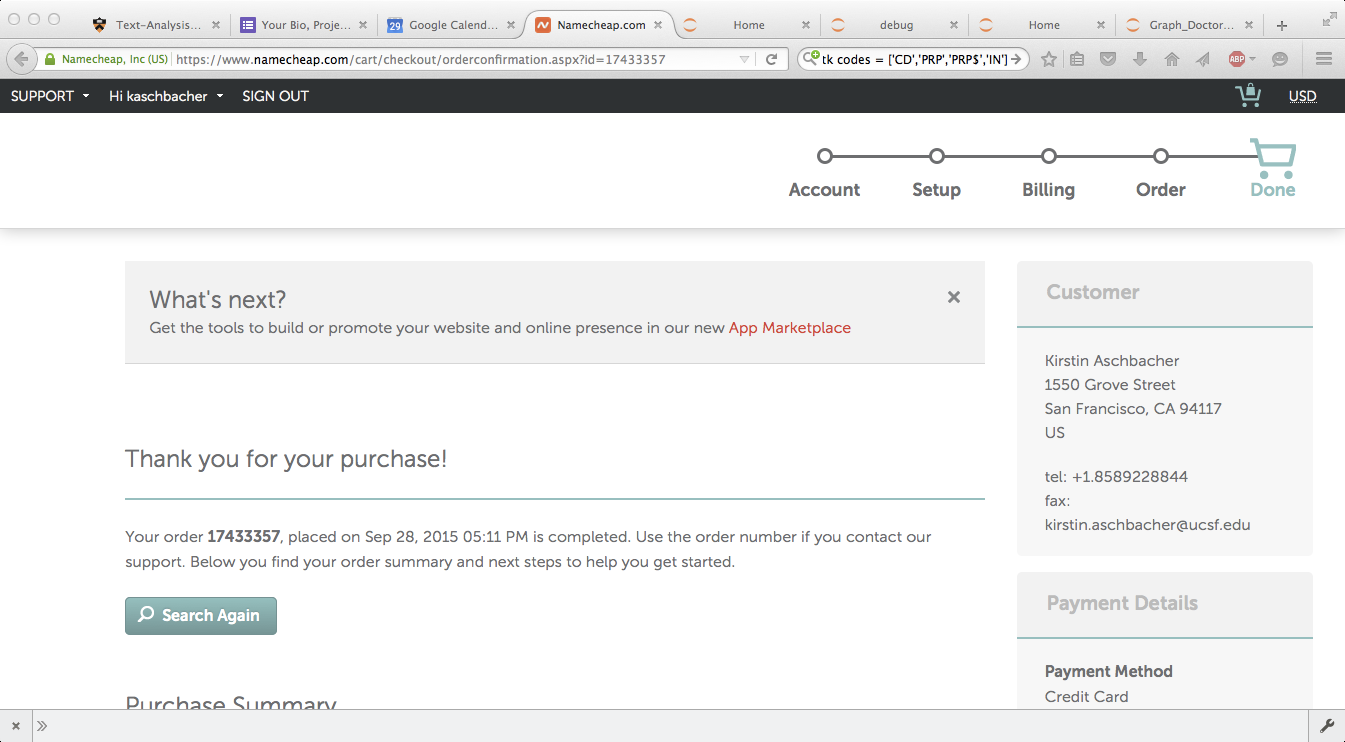 Text-Analysis...
Your Bio, Proje...
Google Calend...
Namecheap.com
Home
debug
Home
Graph_Doctor...
29
Namecheap, Inc (US)
https://www.namecheap.com/cart/checkout/orderconfirmation.aspx?id=17433357
tk codes = ['CD','PRP','PRP$','IN']
ABP
SUPPORT
Hi kaschbacher
SIGN OUT
USD
Account
Setup
Billing
Order
Done
What's next?
Get the tools to build or promote your website and online presence in our new App Marketplace
Thank you for your purchase!
Your order 17433357, placed on Sep 28, 2015 05:11 PM is completed. Use the order number if you contact our
support. Below you find your order summary and next steps to help you get started.
Search Again
Purchase Summary
Customer
Kirstin Aschbacher
1550 Grove Street
San Francisco, CA 94117
US
tel: +1.8589228844
fax:
kirstin.aschbacher@ucsf.edu
Payment Details
Payment Method
Credit Card